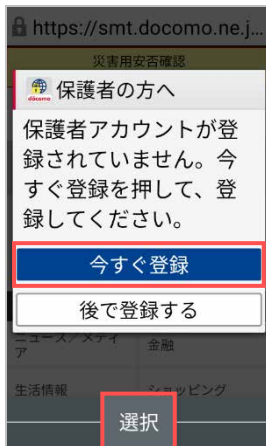 https://smt.docomo.ne.j...
災害用安否確認
docomo
保護者の方へ
保護者アカウントが登
録されていません。今
すぐ登録を押して、登
録してください。
今すぐ登録
後で登録する
ニュース／メディ
ア
金融
生活情報
ショッピング
選択